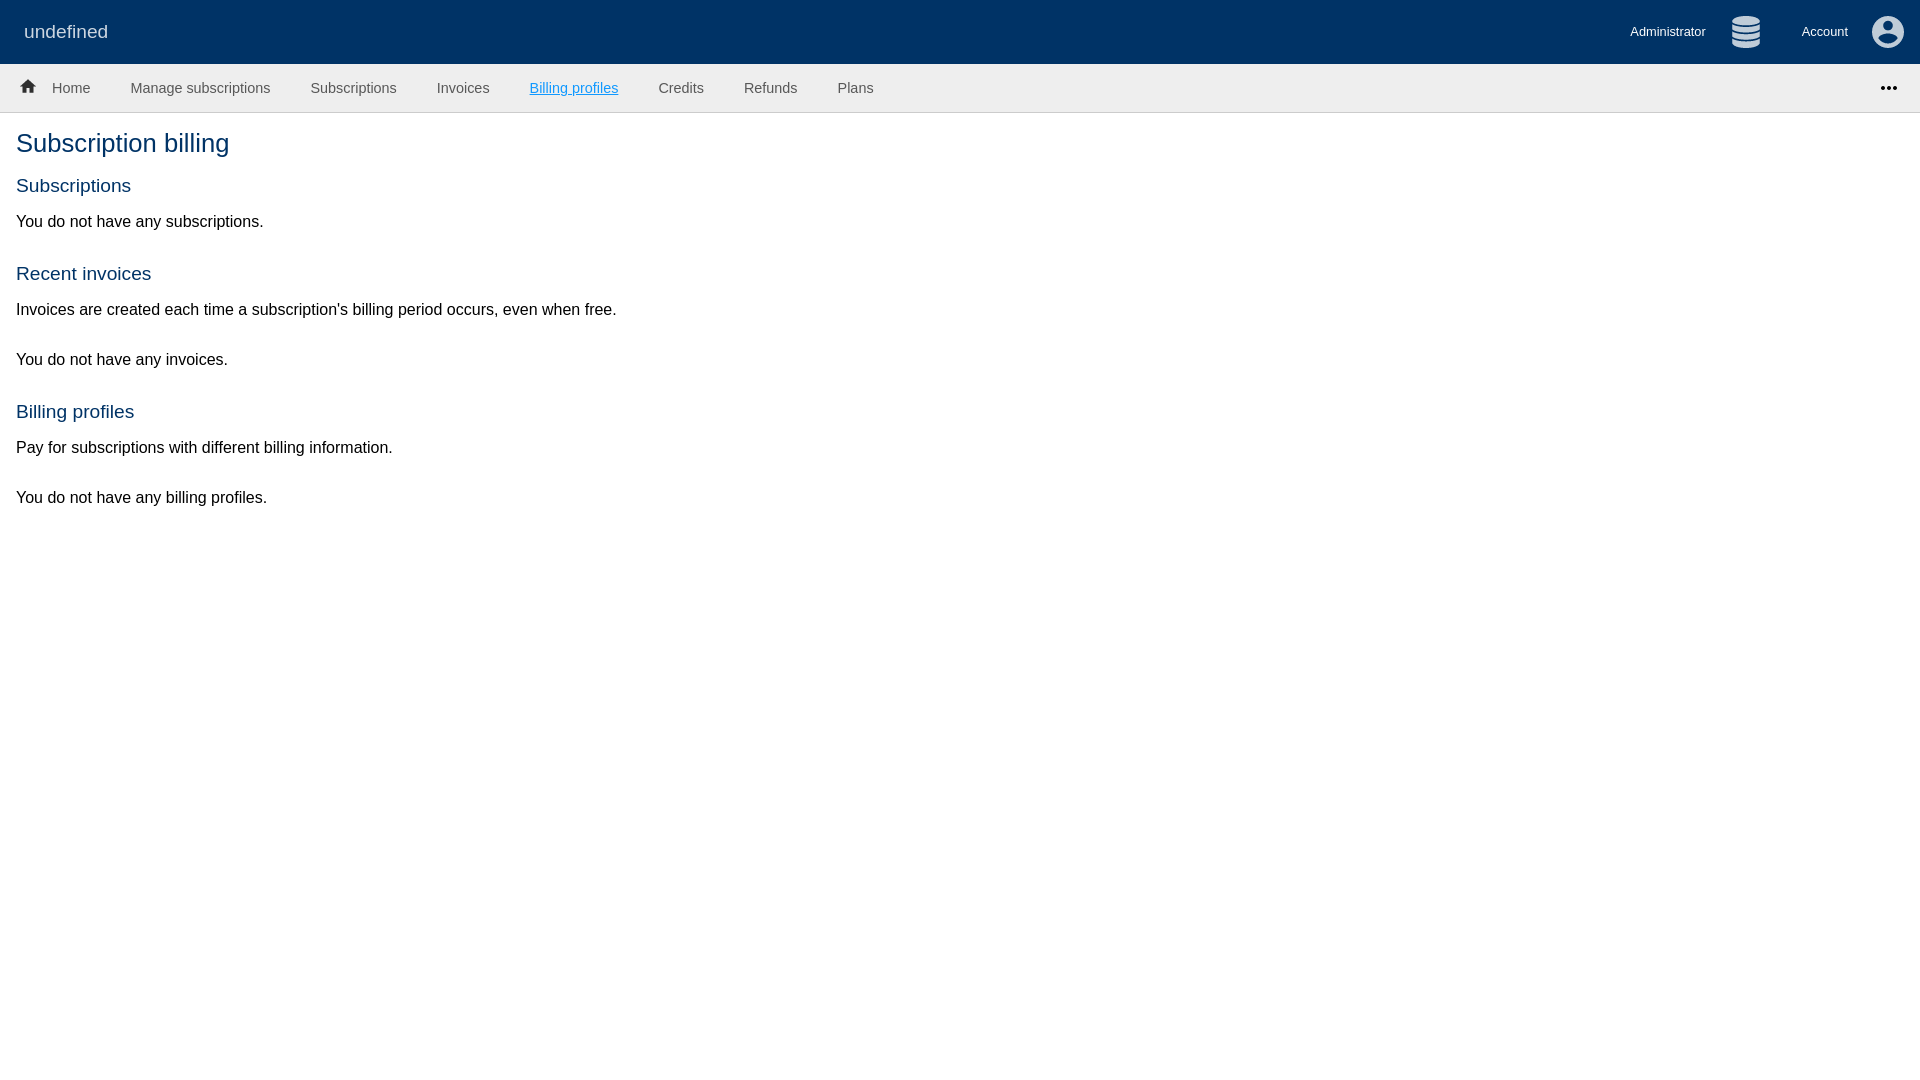 undefined
Administrator
Account
Home
Manage subscriptions
Subscriptions
Invoices
Billing profiles
Credits
Refunds
Plans
Subscription billing
Subscriptions
You do not have any subscriptions.
Recent invoices
Invoices are created each time a subscription's billing period occurs, even when free.
You do not have any invoices.
Billing profiles
Pay for subscriptions with different billing information.
You do not have any billing profiles.